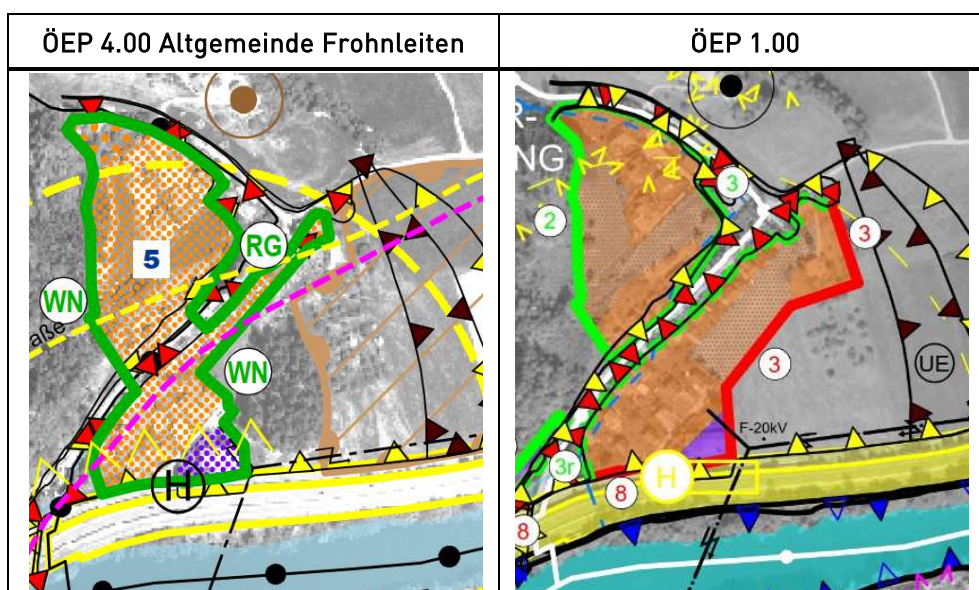 ÖEP 4.00 Altgemeinde Frohnleiten
ÖEP 1.00
5
RG
WN
aße
WN
H
R-
NG
3
2
3
3
UE
F-20kV
3r
H
8
8